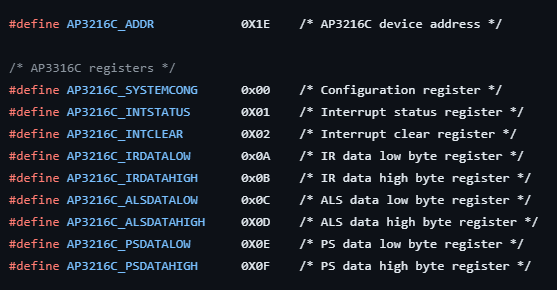 #define AP3216C_ADDR 0X1E /* AP3216C device address */
/* AP3316C registers */
#define AP3216C_SYSTEMCONG 0x00 /* Configuration register */
#define AP3216C_INTSTATUS 0X01 /* Interrupt status register */
#define AP3216C_INTCLEAR 0X02 /* Interrupt clear register */
#define AP3216C_IRDATALOW 0x0A /* IR data low byte register */
#define AP3216C_IRDATAHIGH 0x0B /* IR data high byte register */
#define AP3216C_ALSDATALOW 0x0C /* ALS data low byte register */
#define AP3216C_ALSDATAHIGH 0X0D /* ALS data high byte register */
#define AP3216C_PSDATALOW 0X0E /* PS data low byte register */
#define AP3216C_PSDATAHIGH 0X0F /* PS data high byte register */